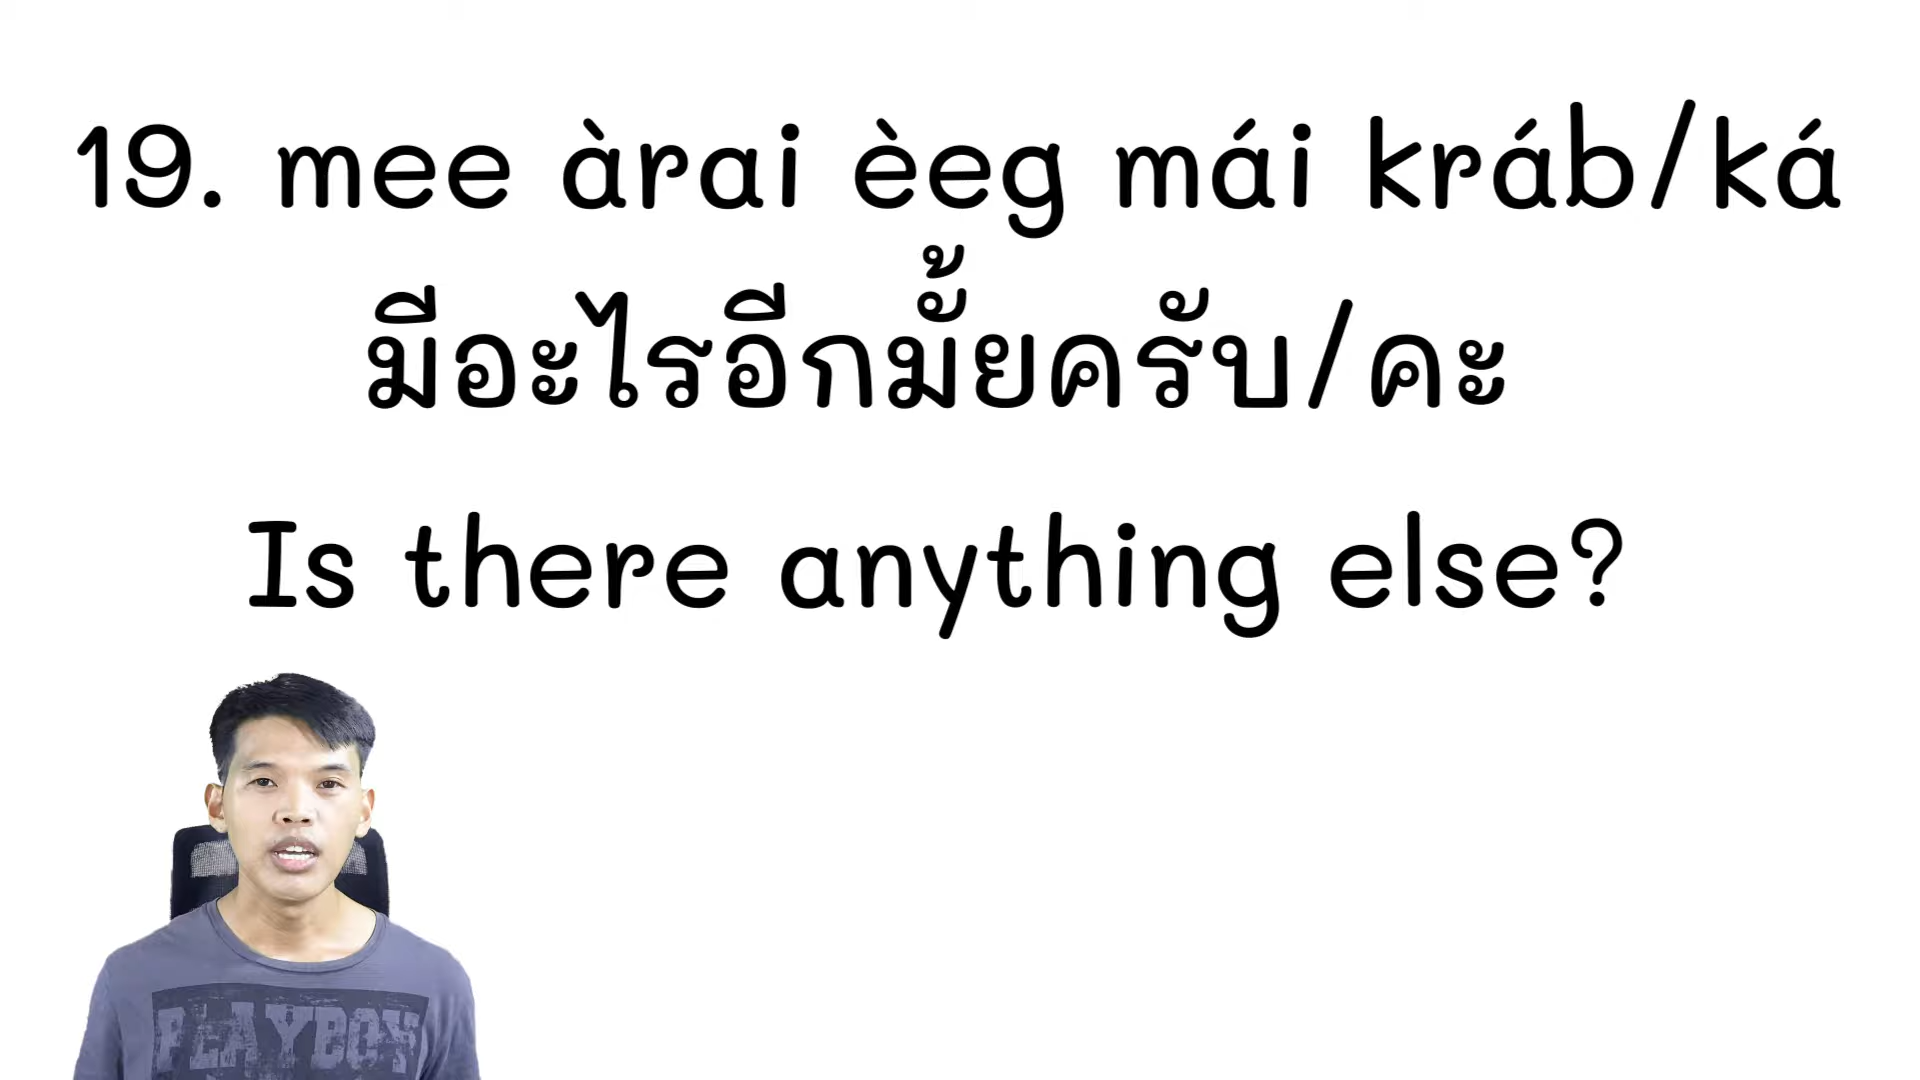 19. mee àrai èeg mái kráb/ká
มีอะไรอีกมั้ยครับ/คะ
Is there anything else?
PLAYBOY